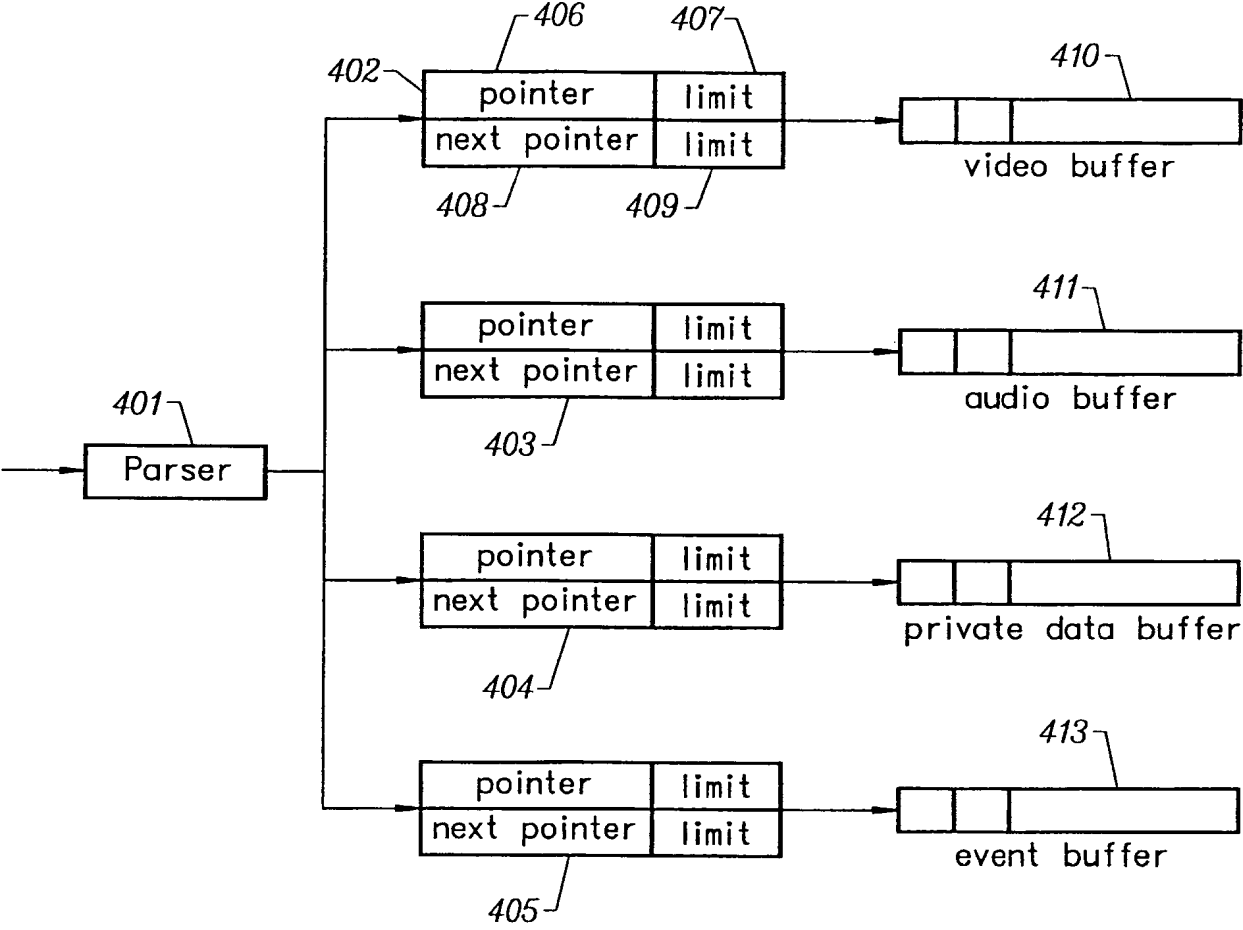 406
407
402
410
pointer limit
next pointer limit
video buffer
408
409
411
pointer limit
next pointer limit
audio buffer
401
403
Parser
412
pointer limit
next pointer limit
private data buffer
404
413
pointer limit
next pointer limit
event buffer
405